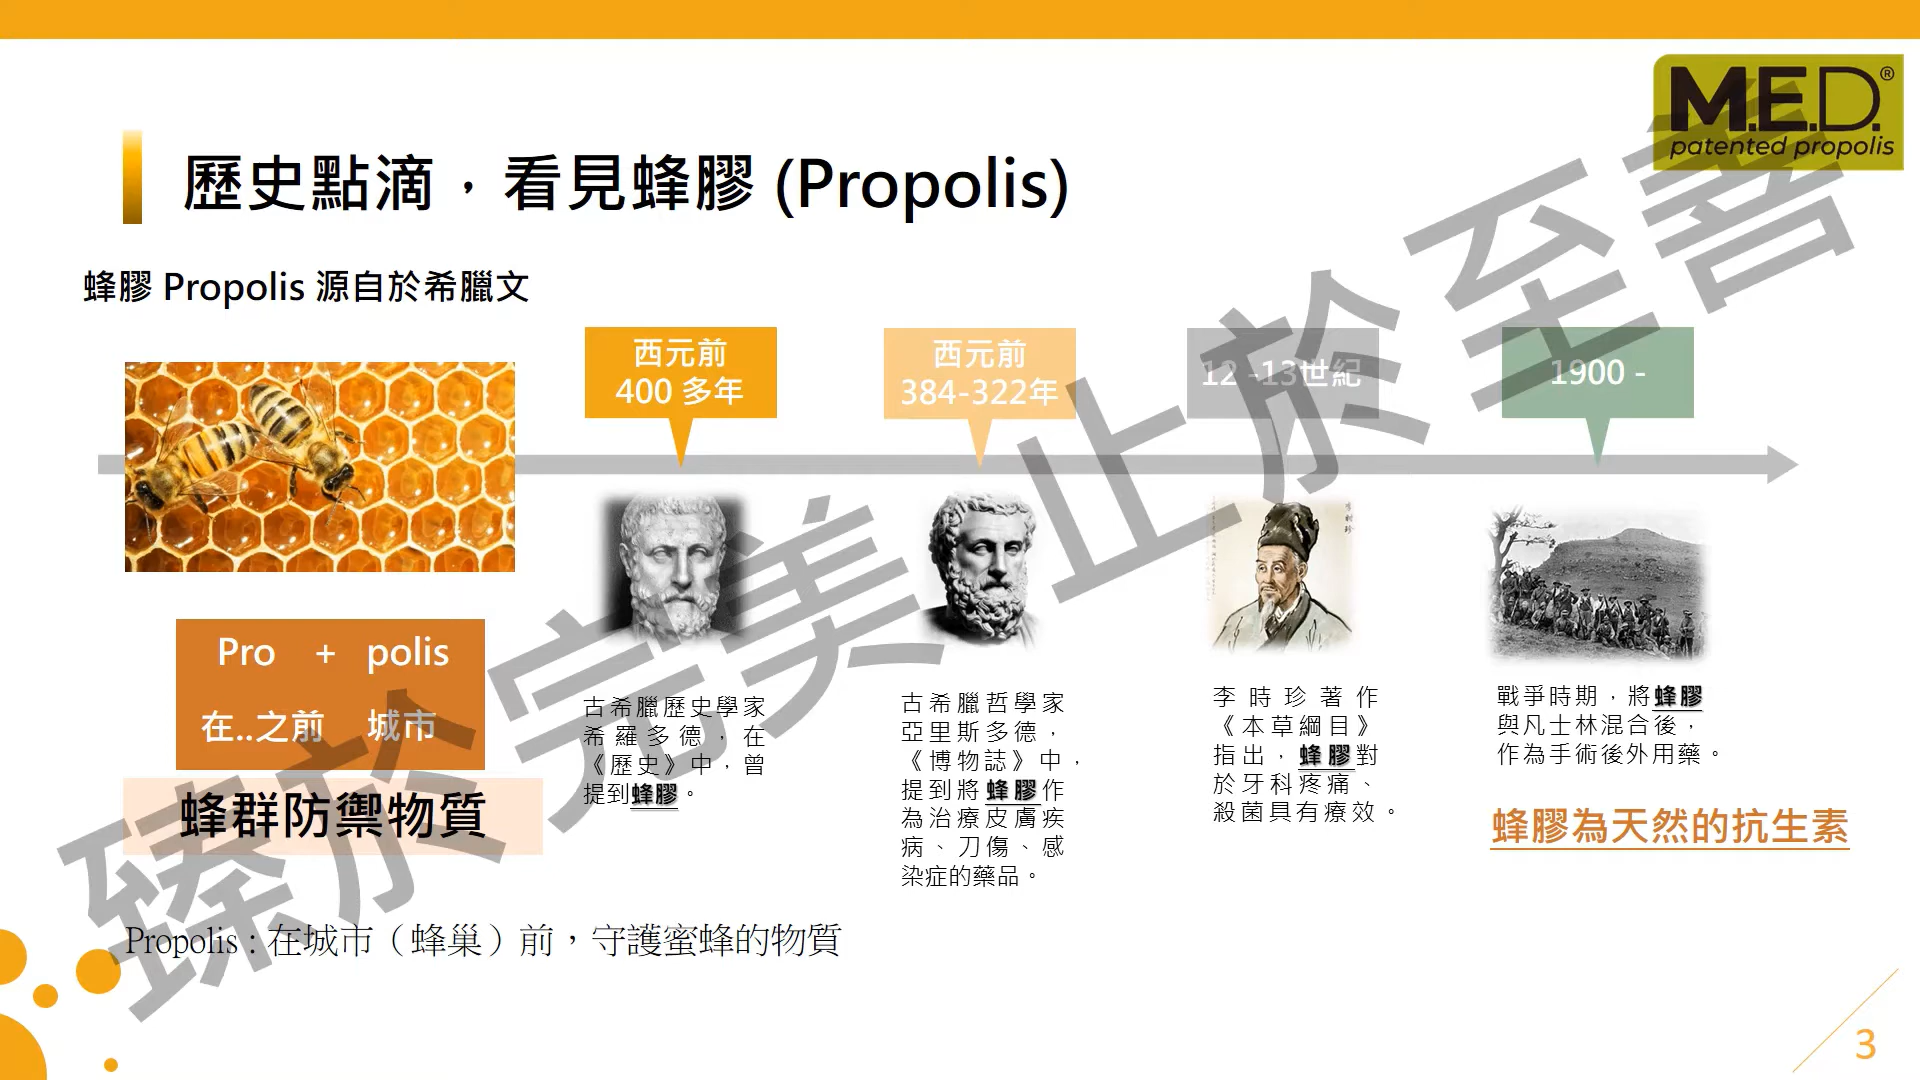 M.E.D.®
patented propolis
歷史點滴，看見蜂膠 (Propolis)
蜂膠 Propolis 源自於希臘文
西元前
400 多年
西元前
384-322年
12 -13世紀
1900 -
Pro + polis
在..之前 城市
蜂群防禦物質
古希臘歷史學家
希羅多德，在
《歷史》中，曾
提到蜂膠。
古希臘哲學家
亞里斯多德，
《博物誌》中，
提到將蜂膠作
為治療皮膚疾
病、刀傷、感
染症的藥品。
李時珍著作
《本草綱目》
指出，蜂膠對
於牙科疼痛、
殺菌具有療效。
戰爭時期，將蜂膠
與凡士林混合後，
作為手術後外用藥。
蜂膠為天然的抗生素
Propolis : 在城市（蜂巢）前，守護蜜蜂的物質
臻於完美 止於至善
3